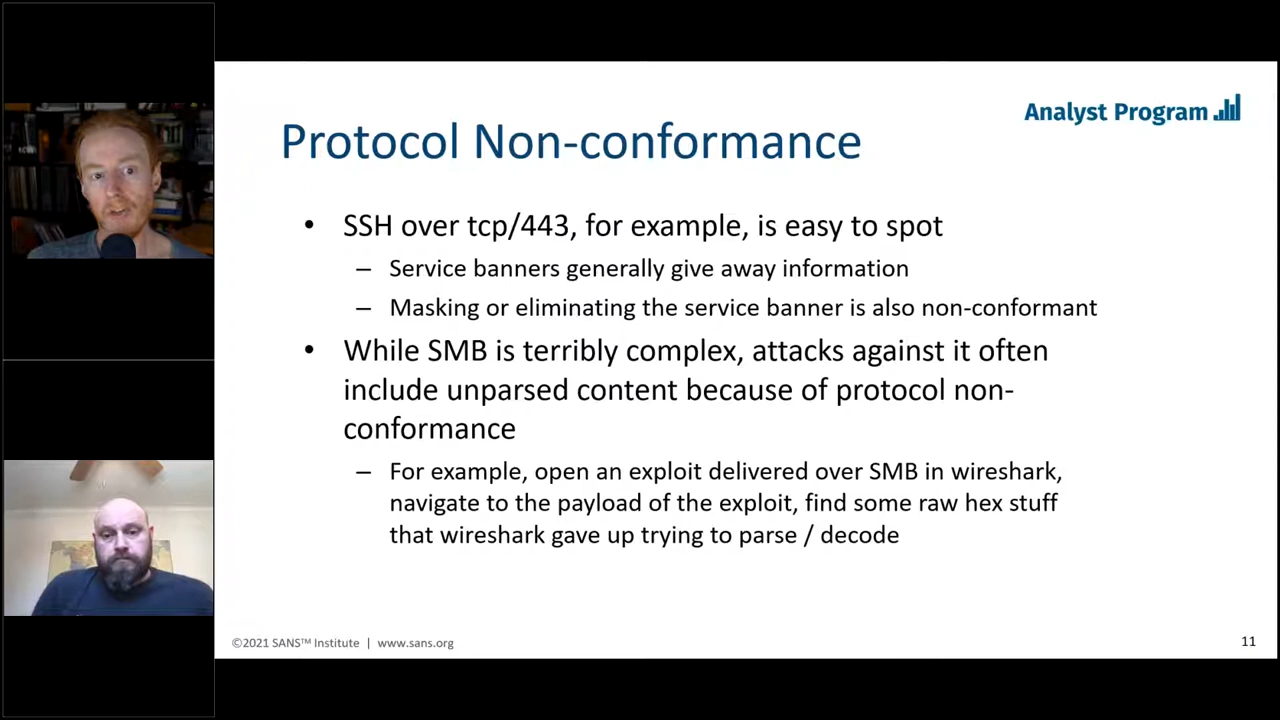 Analyst Program
Protocol Non-conformance
• SSH over tcp/443, for example, is easy to spot
– Service banners generally give away information
– Masking or eliminating the service banner is also non-conformant
• While SMB is terribly complex, attacks against it often
include unparsed content because of protocol non-
conformance
– For example, open an exploit delivered over SMB in wireshark,
navigate to the payload of the exploit, find some raw hex stuff
that wireshark gave up trying to parse / decode
©2021 SANS™ Institute | www.sans.org
11